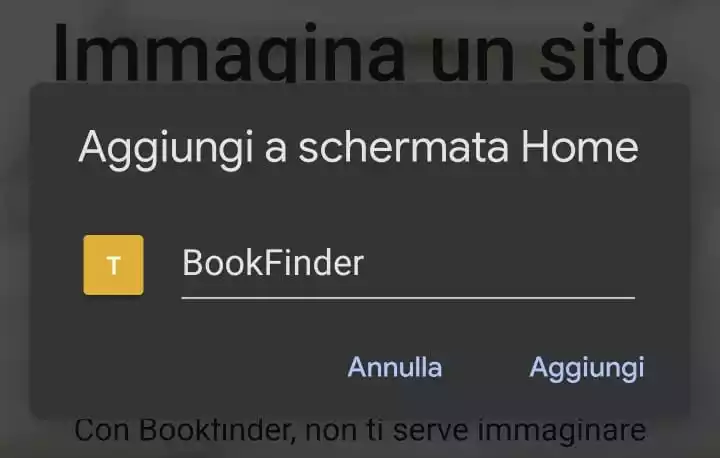 Immagina un sito
Aggiungi a schermata Home
T
BookFinder
Annulla
Aggiungi
Con Bookfinder, non ti serve immaginare